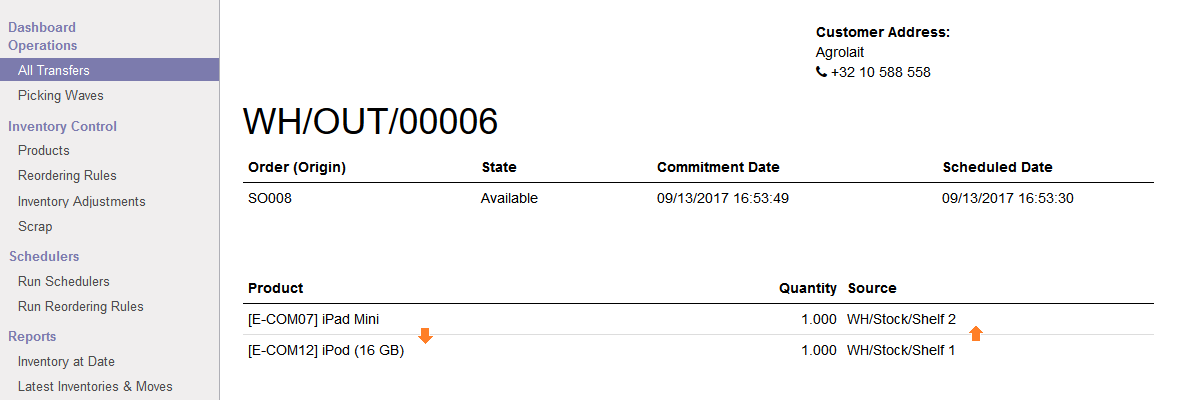 Dashboard
Operations
All Transfers
Picking Waves
Inventory Control
Products
Reordering Rules
Inventory Adjustments
Scrap
Schedulers
Run Schedulers
Run Reordering Rules
Reports
Inventory at Date
Latest Inventories & Moves
Customer Address:
Agrolait
+32 10 588 558
WH/OUT/00006
Order (Origin) State Commitment Date Scheduled Date
SO008 Available 09/13/2017 16:53:49 09/13/2017 16:53:30
Product Quantity Source
[E-COM07] iPad Mini 1.000 WH/Stock/Shelf 2
[E-COM12] iPod (16 GB) 1.000 WH/Stock/Shelf 1